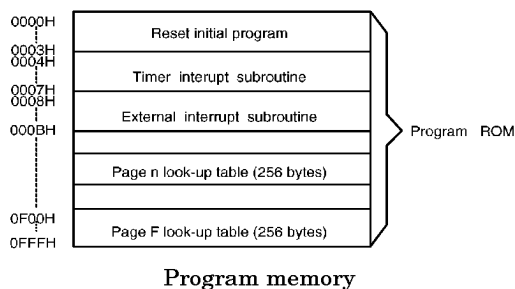 0000H
Reset initial program
0003H
0004H
Timer interupt subroutine
0007H
0008H
External interrupt subroutine
000BH
Program ROM
Page n look-up table (256 bytes)
0F00H
Page F look-up table (256 bytes)
0FFFH
Program memory